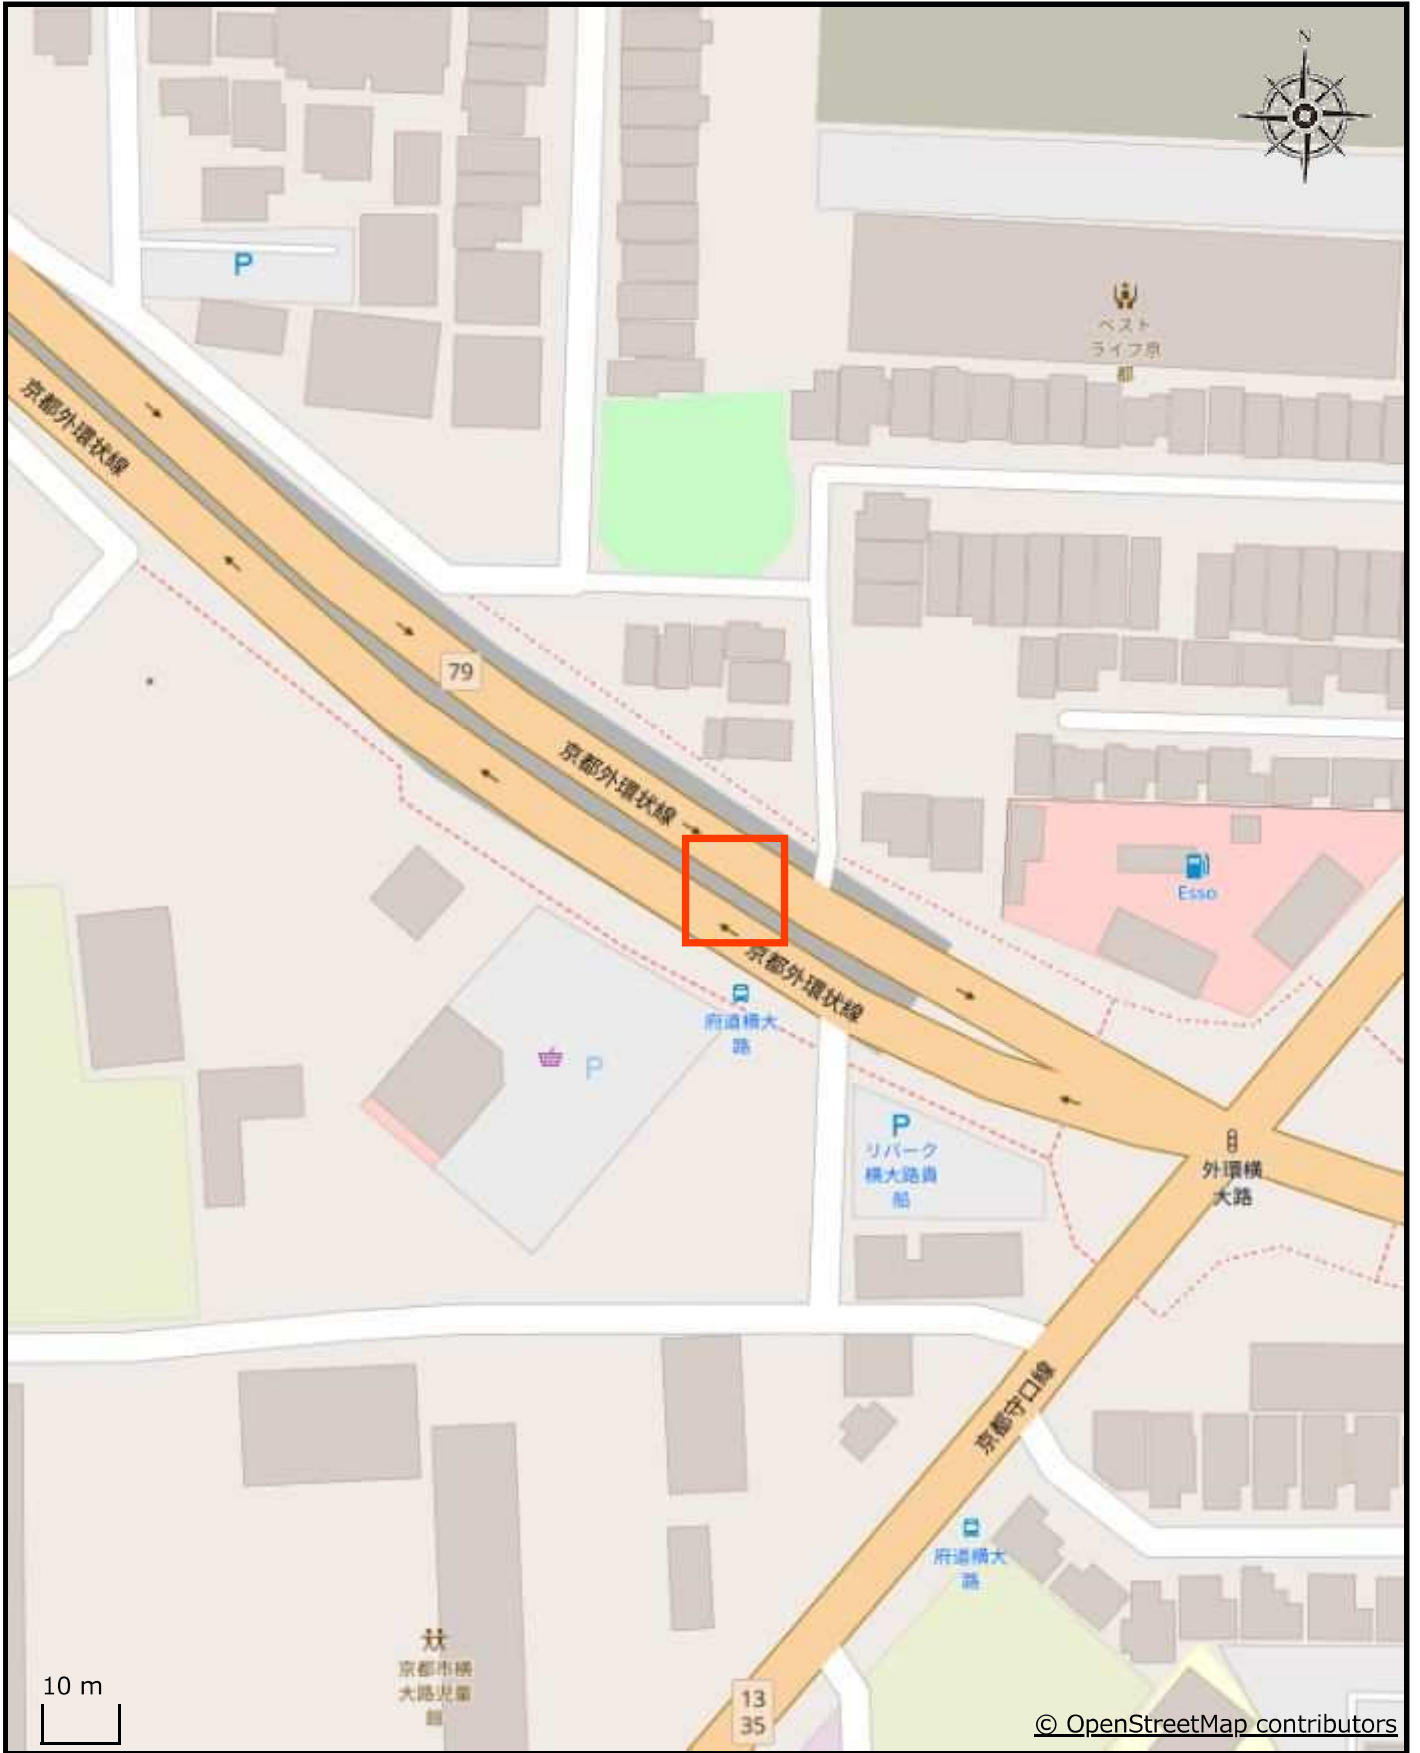 N
P
ベスト
ライフ京
都
京都外環状線
79
京都外環状線
Esso
京都外環状線
府道横大
路
P
P
リパーク
横大路貴
船
外環横
大路
京都守口線
府道横大
路
京都市横
大路児童
館
10 m
13
35
© OpenStreetMap contributors